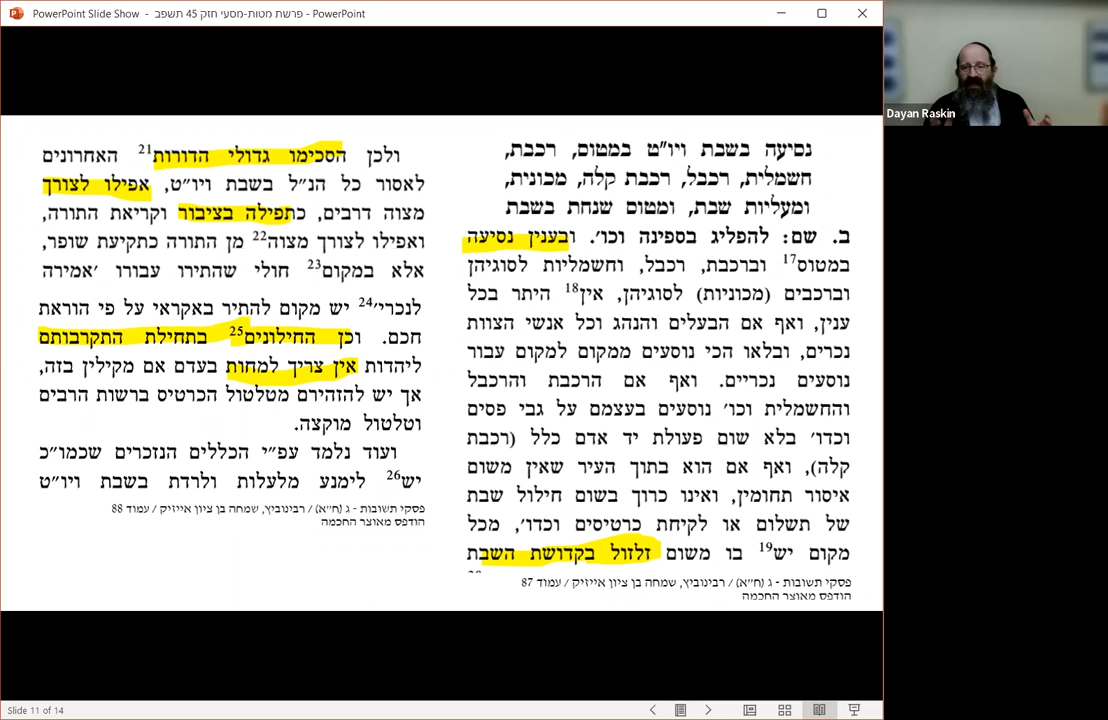 PowerPoint Slide Show - פרשת מטות-מסעי חזק 45 תשפב - PowerPoint
Dayan Raskin
נסיעה בשבת ויו״ט במטוס, רכבת,
חשמלית, רכבל, רכבת קלה, מכונית,
ומעליות שבת, ומטוס שנחת בשבת
ב. שם: להפליג בספינה וכו׳. ובענין נסיעה
במטוס17 וברכבת, רכבל, וחשמליות לסוגיהן
וברכבים (מכוניות) לסוגיהן, אין18 היתר בכל
ענין, ואף אם הבעלים והנהג וכל אנשי הצוות
נכרים, ובלאו הכי נוסעים ממקום למקום עבור
נוסעים נכריים. ואף אם הרכבת והרכבל
והחשמלית וכו׳ נוסעים בעצמם על גבי פסים
וכדו׳ בלא שום פעולת יד אדם כלל (רכבת
קלה), ואף אם הוא בתוך העיר שאין משום
איסור תחומין, ואינו כרוך בשום חילול שבת
של תשלום או לקיחת כרטיסים וכדו׳, מכל
מקום יש19 בו משום זלזול בקדושת השבת
פסקי תשובות - ג (ח״א) / רבינוביץ, שמחה בן ציון אייזיק / עמוד 87
הודפס מאוצר החכמה
ולכן הסכימו גדולי הדורות21 האחרונים
לאסור כל הנ״ל בשבת ויו״ט, אפילו לצורך
מצוה דרבים, כתפילה בציבור וקריאת התורה,
ואפילו לצורך מצוה22 מן התורה כתקיעת שופר,
אלא במקום23 חולי שהתירו עבורו ׳אמירה
לנכרי׳24 יש מקום להתיר באקראי על פי הוראת
חכם. וכן החילונים25 בתחילת התקרבותם
ליהדות אין צריך למחות בעדם אם מקילין בזה,
אך יש להזהירם מטלטול הכרטיס ברשות הרבים
וטלטול מוקצה.
ועוד נלמד עפ״י הכללים הנזכרים שכמו״כ
יש26 לימנע מלעלות ולרדת בשבת ויו״ט
פסקי תשובות - ג (ח״א) / רבינוביץ, שמחה בן ציון אייזיק / עמוד 88
הודפס מאוצר החכמה
Slide 11 of 14